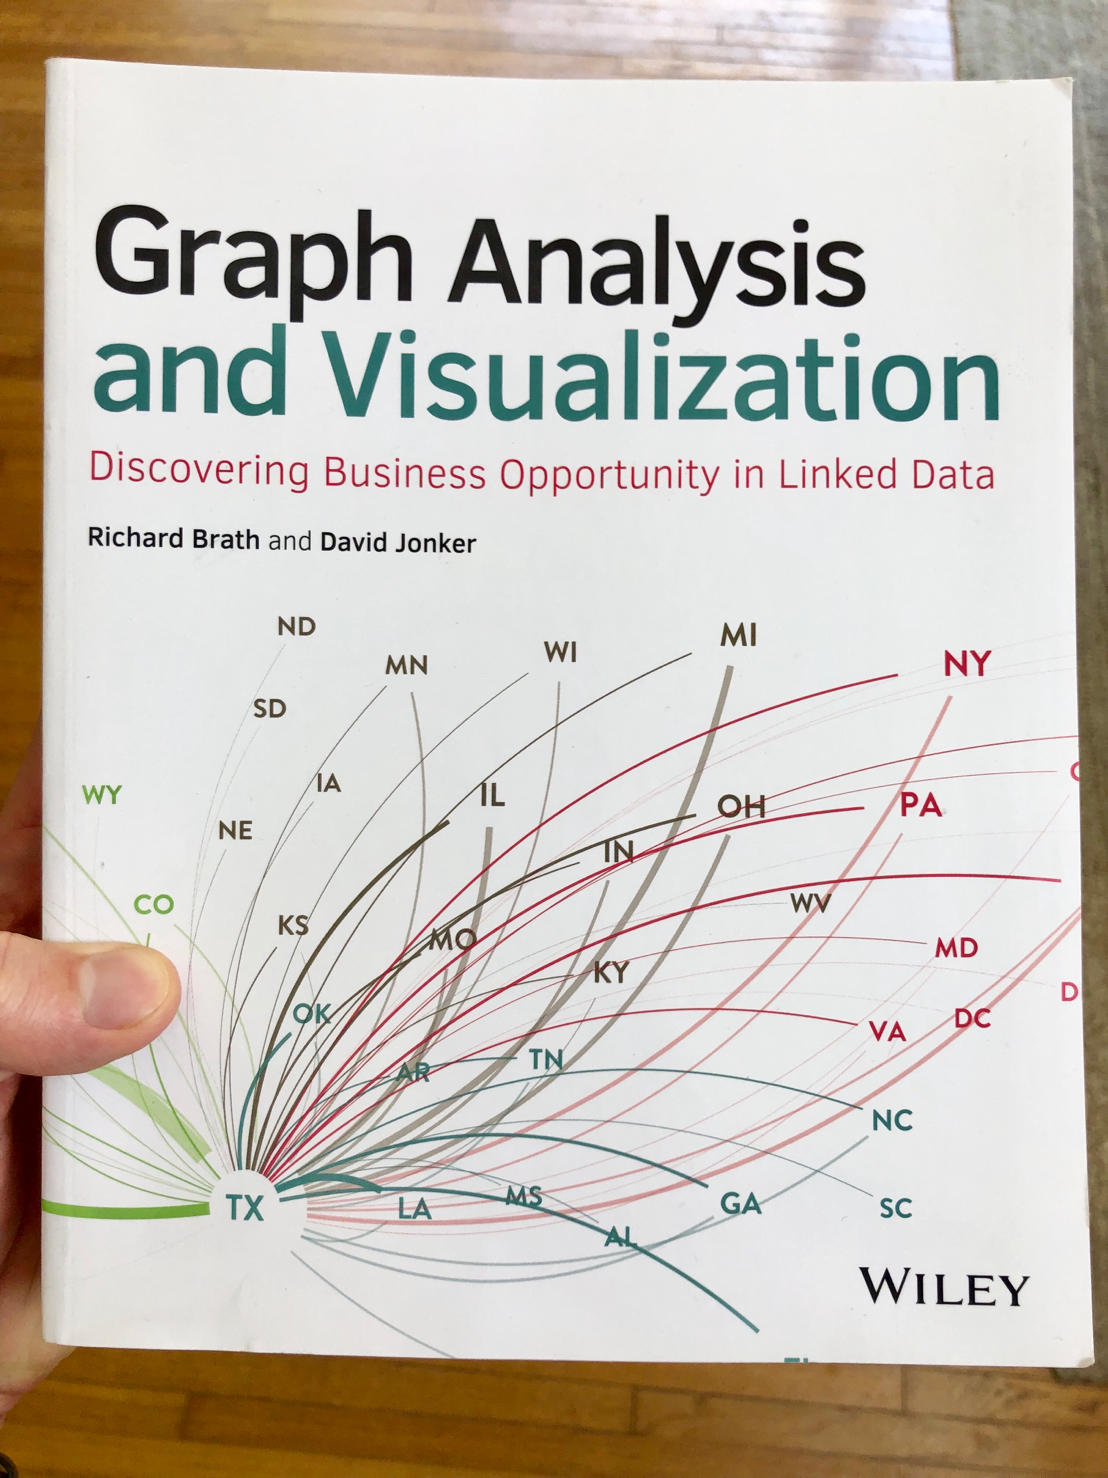 Graph Analysis
and Visualization
Discovering Business Opportunity in Linked Data
Richard Brath and David Jonker
ND
MN
WI
MI
NY
SD
WY
IA
IL
OH
PA
NE
IN
CO
KS
MO
WV
MD
KY
OK
DC
VA
AR
TN
NC
TX
LA
MS
GA
SC
AL
WILEY